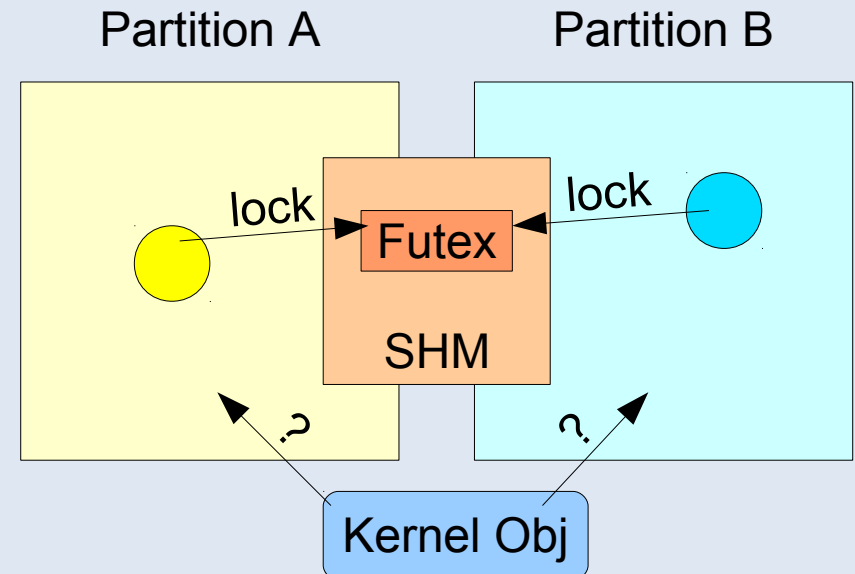 Partition A
Partition B
lock
lock
Futex
SHM
?
?
Kernel Obj